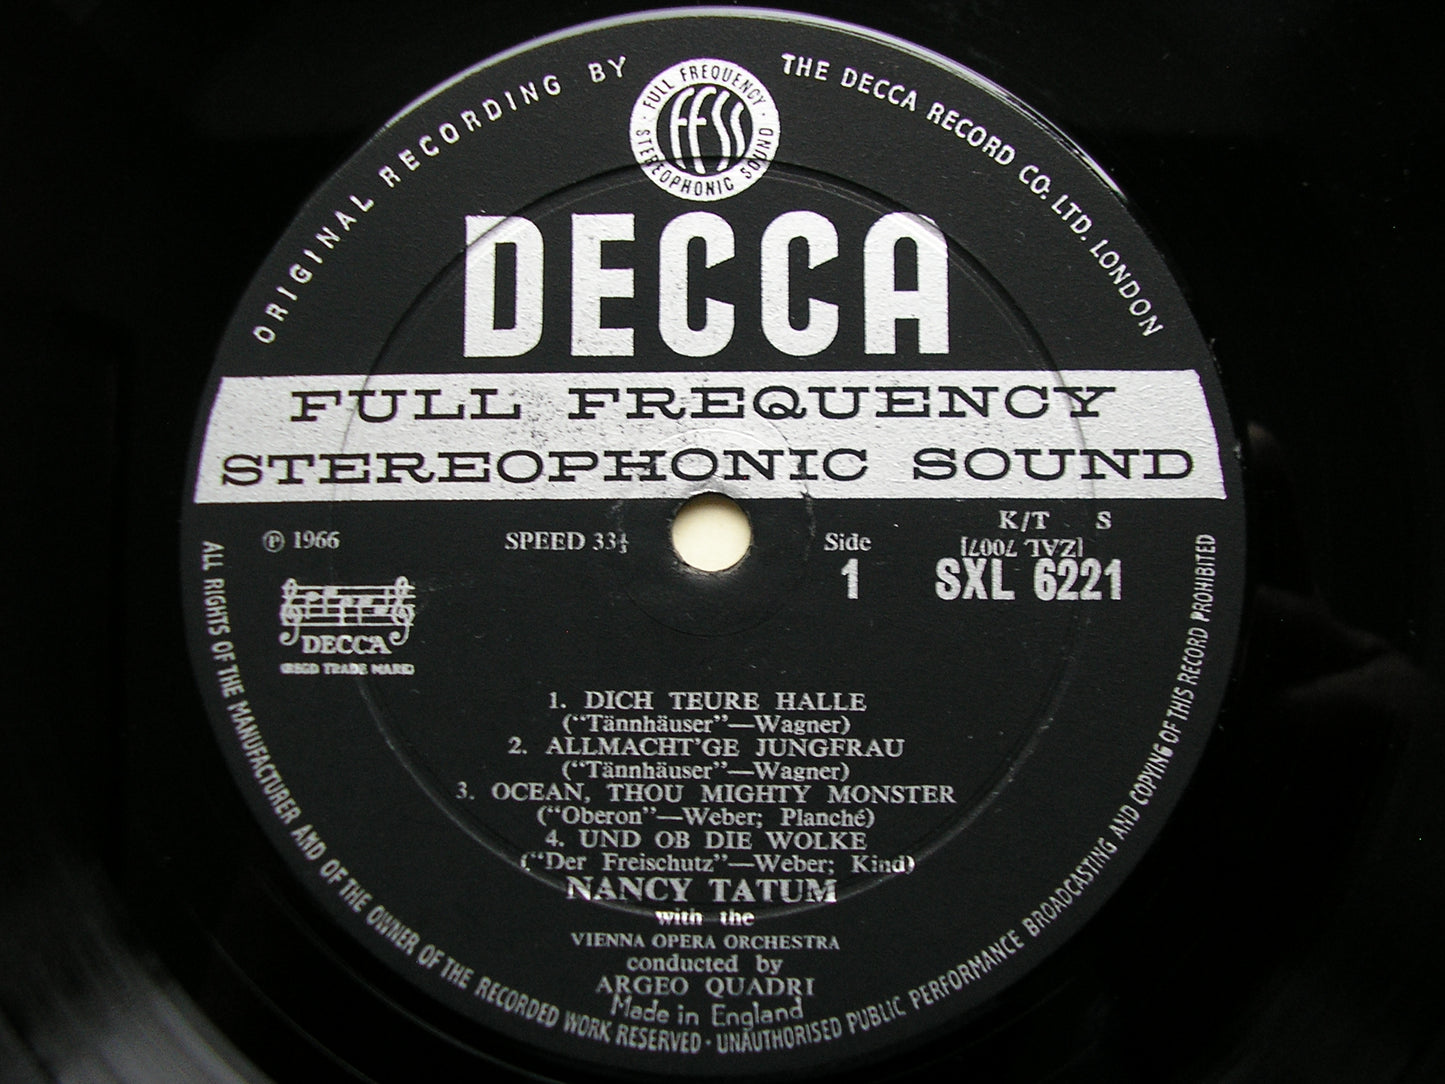 ORIGINAL RECORDING BY THE DECCA RECORD CO. LTD. LONDON
FULL FREQUENCY
FFSS
STEREOPHONIC SOUND
DECCA
FULL FREQUENCY
STEREOPHONIC SOUND
℗ 1966
SPEED 33⅓
Side
1
K/T S
[ZAL 7007]
SXL 6221
DECCA
(REGD TRADE MARK)
1. DICH TEURE HALLE
("Tännhäuser"—Wagner)
2. ALLMACHT'GE JUNGFRAU
("Tännhäuser"—Wagner)
3. OCEAN, THOU MIGHTY MONSTER
("Oberon"—Weber; Planché)
4. UND OB DIE WOLKE
("Der Freischutz"—Weber; Kind)
NANCY TATUM
with the
VIENNA OPERA ORCHESTRA
conducted by
ARGEO QUADRI
Made in England
ALL RIGHTS OF THE MANUFACTURER AND OF THE OWNER OF THE RECORDED WORK RESERVED · UNAUTHORISED PUBLIC PERFORMANCE BROADCASTING AND COPYING OF THIS RECORD PROHIBITED